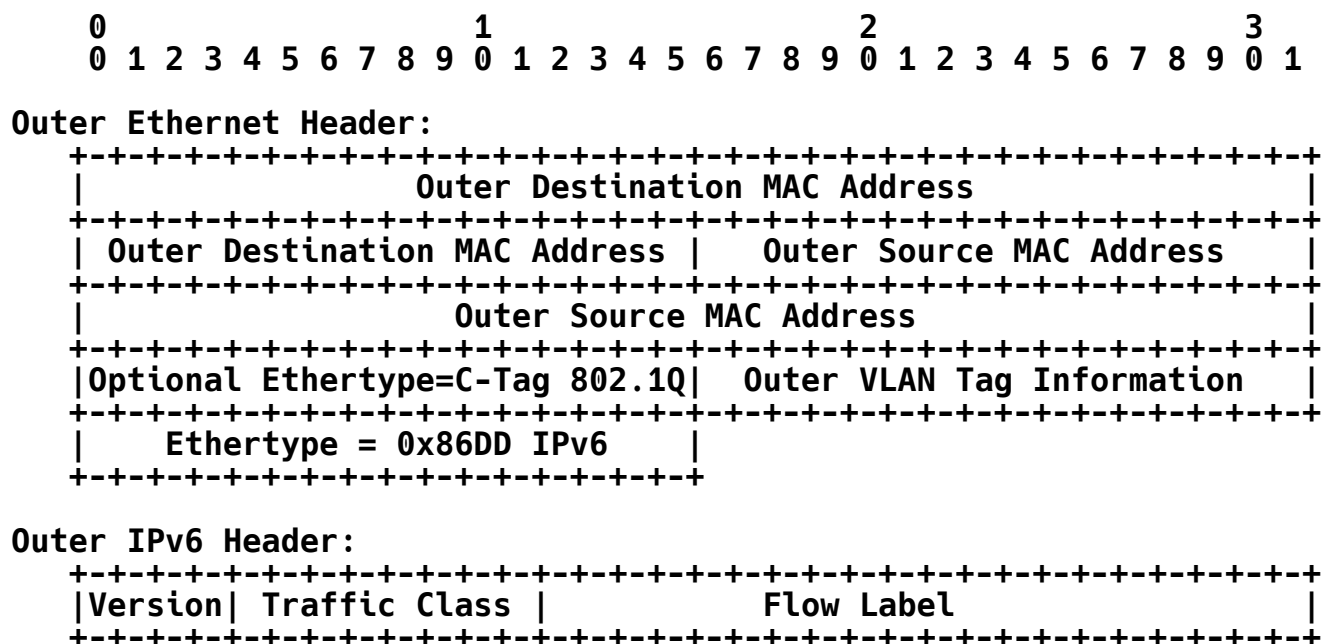 0                   1                   2                   3
       0 1 2 3 4 5 6 7 8 9 0 1 2 3 4 5 6 7 8 9 0 1 2 3 4 5 6 7 8 9 0 1

   Outer Ethernet Header:
      +-+-+-+-+-+-+-+-+-+-+-+-+-+-+-+-+-+-+-+-+-+-+-+-+-+-+-+-+-+-+-+-+
      |                 Outer Destination MAC Address                 |
      +-+-+-+-+-+-+-+-+-+-+-+-+-+-+-+-+-+-+-+-+-+-+-+-+-+-+-+-+-+-+-+-+
      | Outer Destination MAC Address |   Outer Source MAC Address    |
      +-+-+-+-+-+-+-+-+-+-+-+-+-+-+-+-+-+-+-+-+-+-+-+-+-+-+-+-+-+-+-+-+
      |                   Outer Source MAC Address                    |
      +-+-+-+-+-+-+-+-+-+-+-+-+-+-+-+-+-+-+-+-+-+-+-+-+-+-+-+-+-+-+-+-+
      |Optional Ethertype=C-Tag 802.1Q|  Outer VLAN Tag Information   |
      +-+-+-+-+-+-+-+-+-+-+-+-+-+-+-+-+-+-+-+-+-+-+-+-+-+-+-+-+-+-+-+-+
      |    Ethertype = 0x86DD IPv6    |
      +-+-+-+-+-+-+-+-+-+-+-+-+-+-+-+-+

   Outer IPv6 Header:
      +-+-+-+-+-+-+-+-+-+-+-+-+-+-+-+-+-+-+-+-+-+-+-+-+-+-+-+-+-+-+-+-+
      |Version| Traffic Class |           Flow Label                  |
      +-+-+-+-+-+-+-+-+-+-+-+-+-+-+-+-+-+-+-+-+-+-+-+-+-+-+-+-+-+-+-+-+